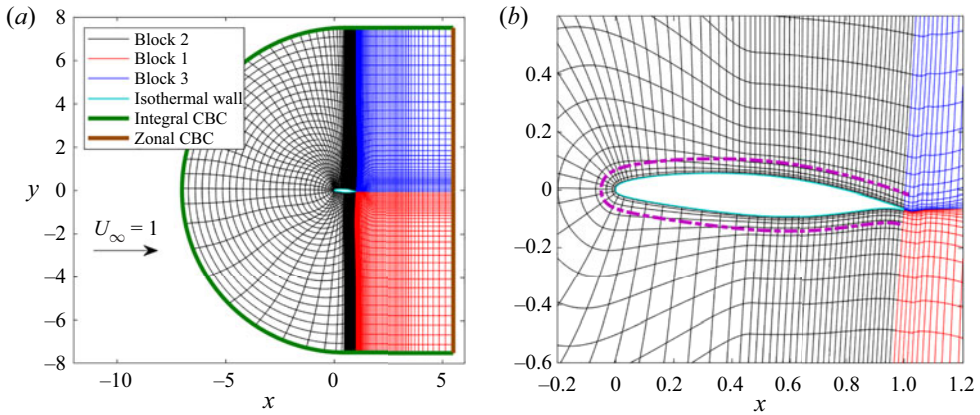 (a)
8
6
4
2
0
−2
−4
−6
−8
y
Block 2
Block 1
Block 3
Isothermal wall
Integral CBC
Zonal CBC
U∞ = 1
−10
−5
0
5
x
(b)
0.4
0.2
0
−0.2
−0.4
−0.6
−0.2
0
0.2
0.4
0.6
0.8
1.0
1.2
x